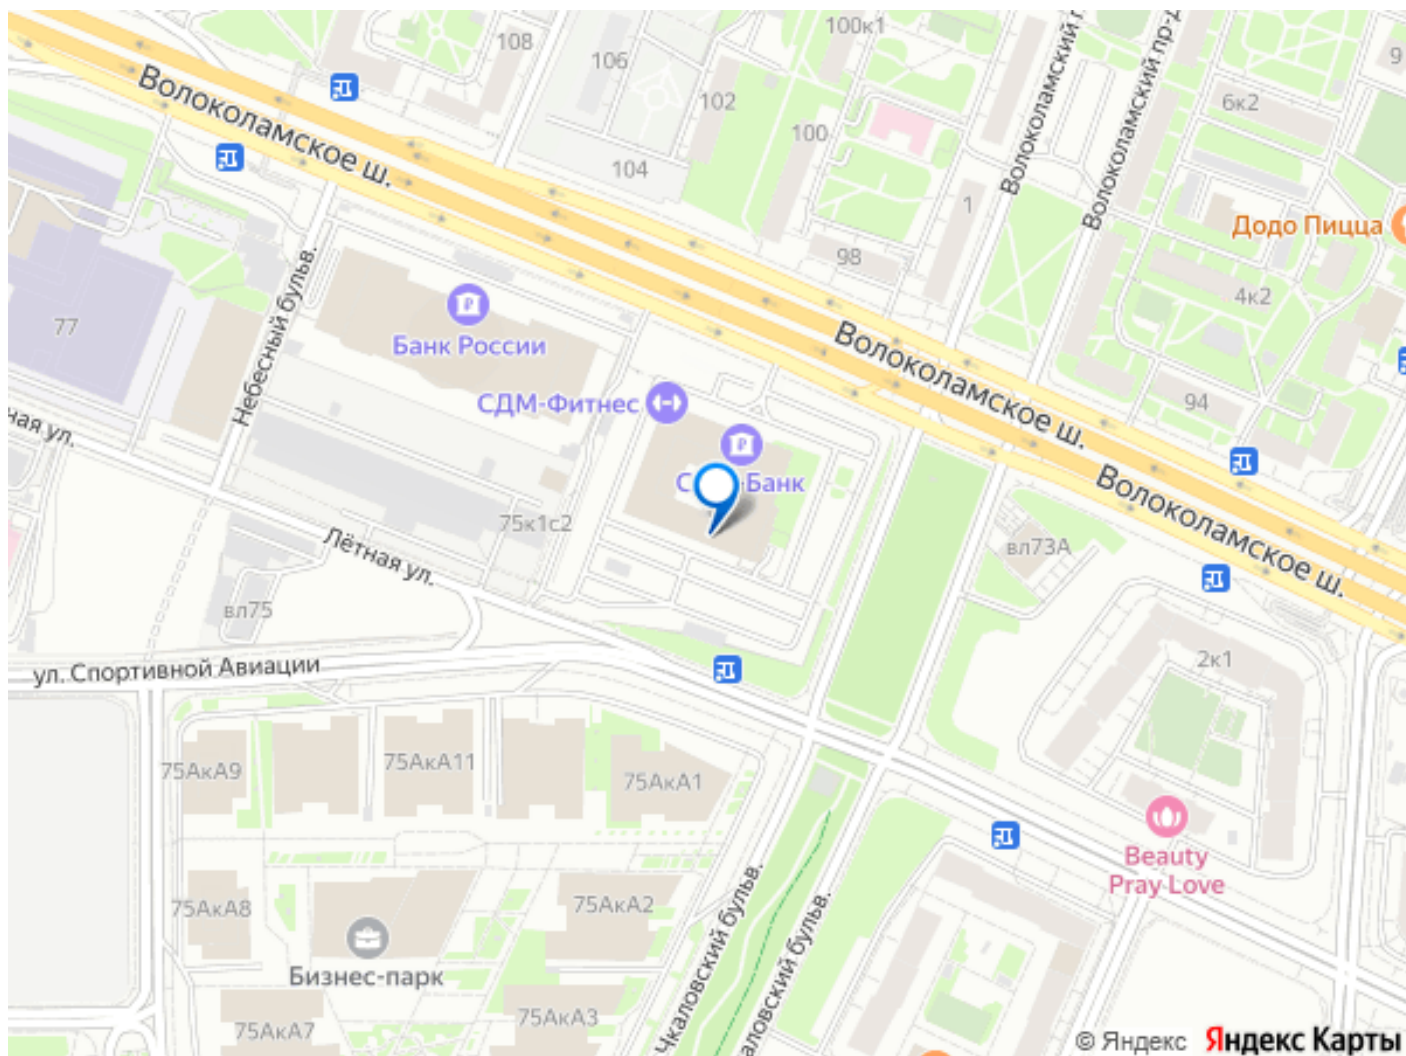 108
100к1
106
102
100
104
Волоколамское ш.
Волоколамский
Волоколамский пр-д
9
6к2
1
98
Додо Пицца
4к2
Небесный бульв.
77
Банк России
Волоколамское ш.
94
СДМ-Фитнес
Банк
ная ул.
75к1с2
Лётная ул.
вл73А
Волоколамское ш.
вл75
ул. Спортивной Авиации
2к1
75АкА9
75АкА11
75АкА1
Beauty
Pray Love
75АкА8
75АкА2
Бизнес-парк
Чкаловский бульв.
аловский бульв.
75АкА7
75АкА3
© Яндекс Яндекс Карты